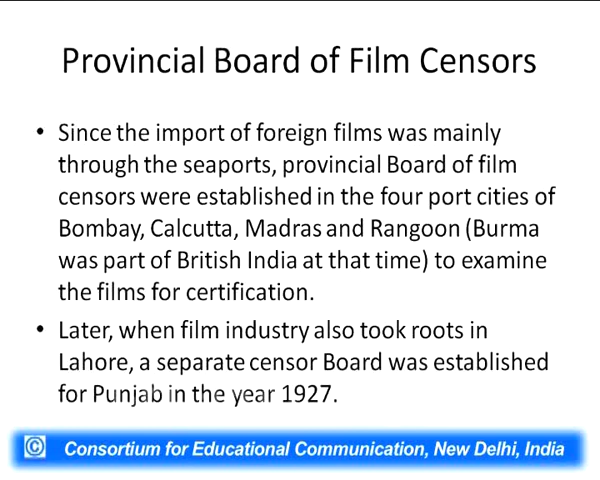 Provincial Board of Film Censors
• Since the import of foreign films was mainly
through the seaports, provincial Board of film
censors were established in the four port cities of
Bombay, Calcutta, Madras and Rangoon (Burma
was part of British India at that time) to examine
the films for certification.
• Later, when film industry also took roots in
Lahore, a separate censor Board was established
for Punjab in the year 1927.
© Consortium for Educational Communication, New Delhi, India